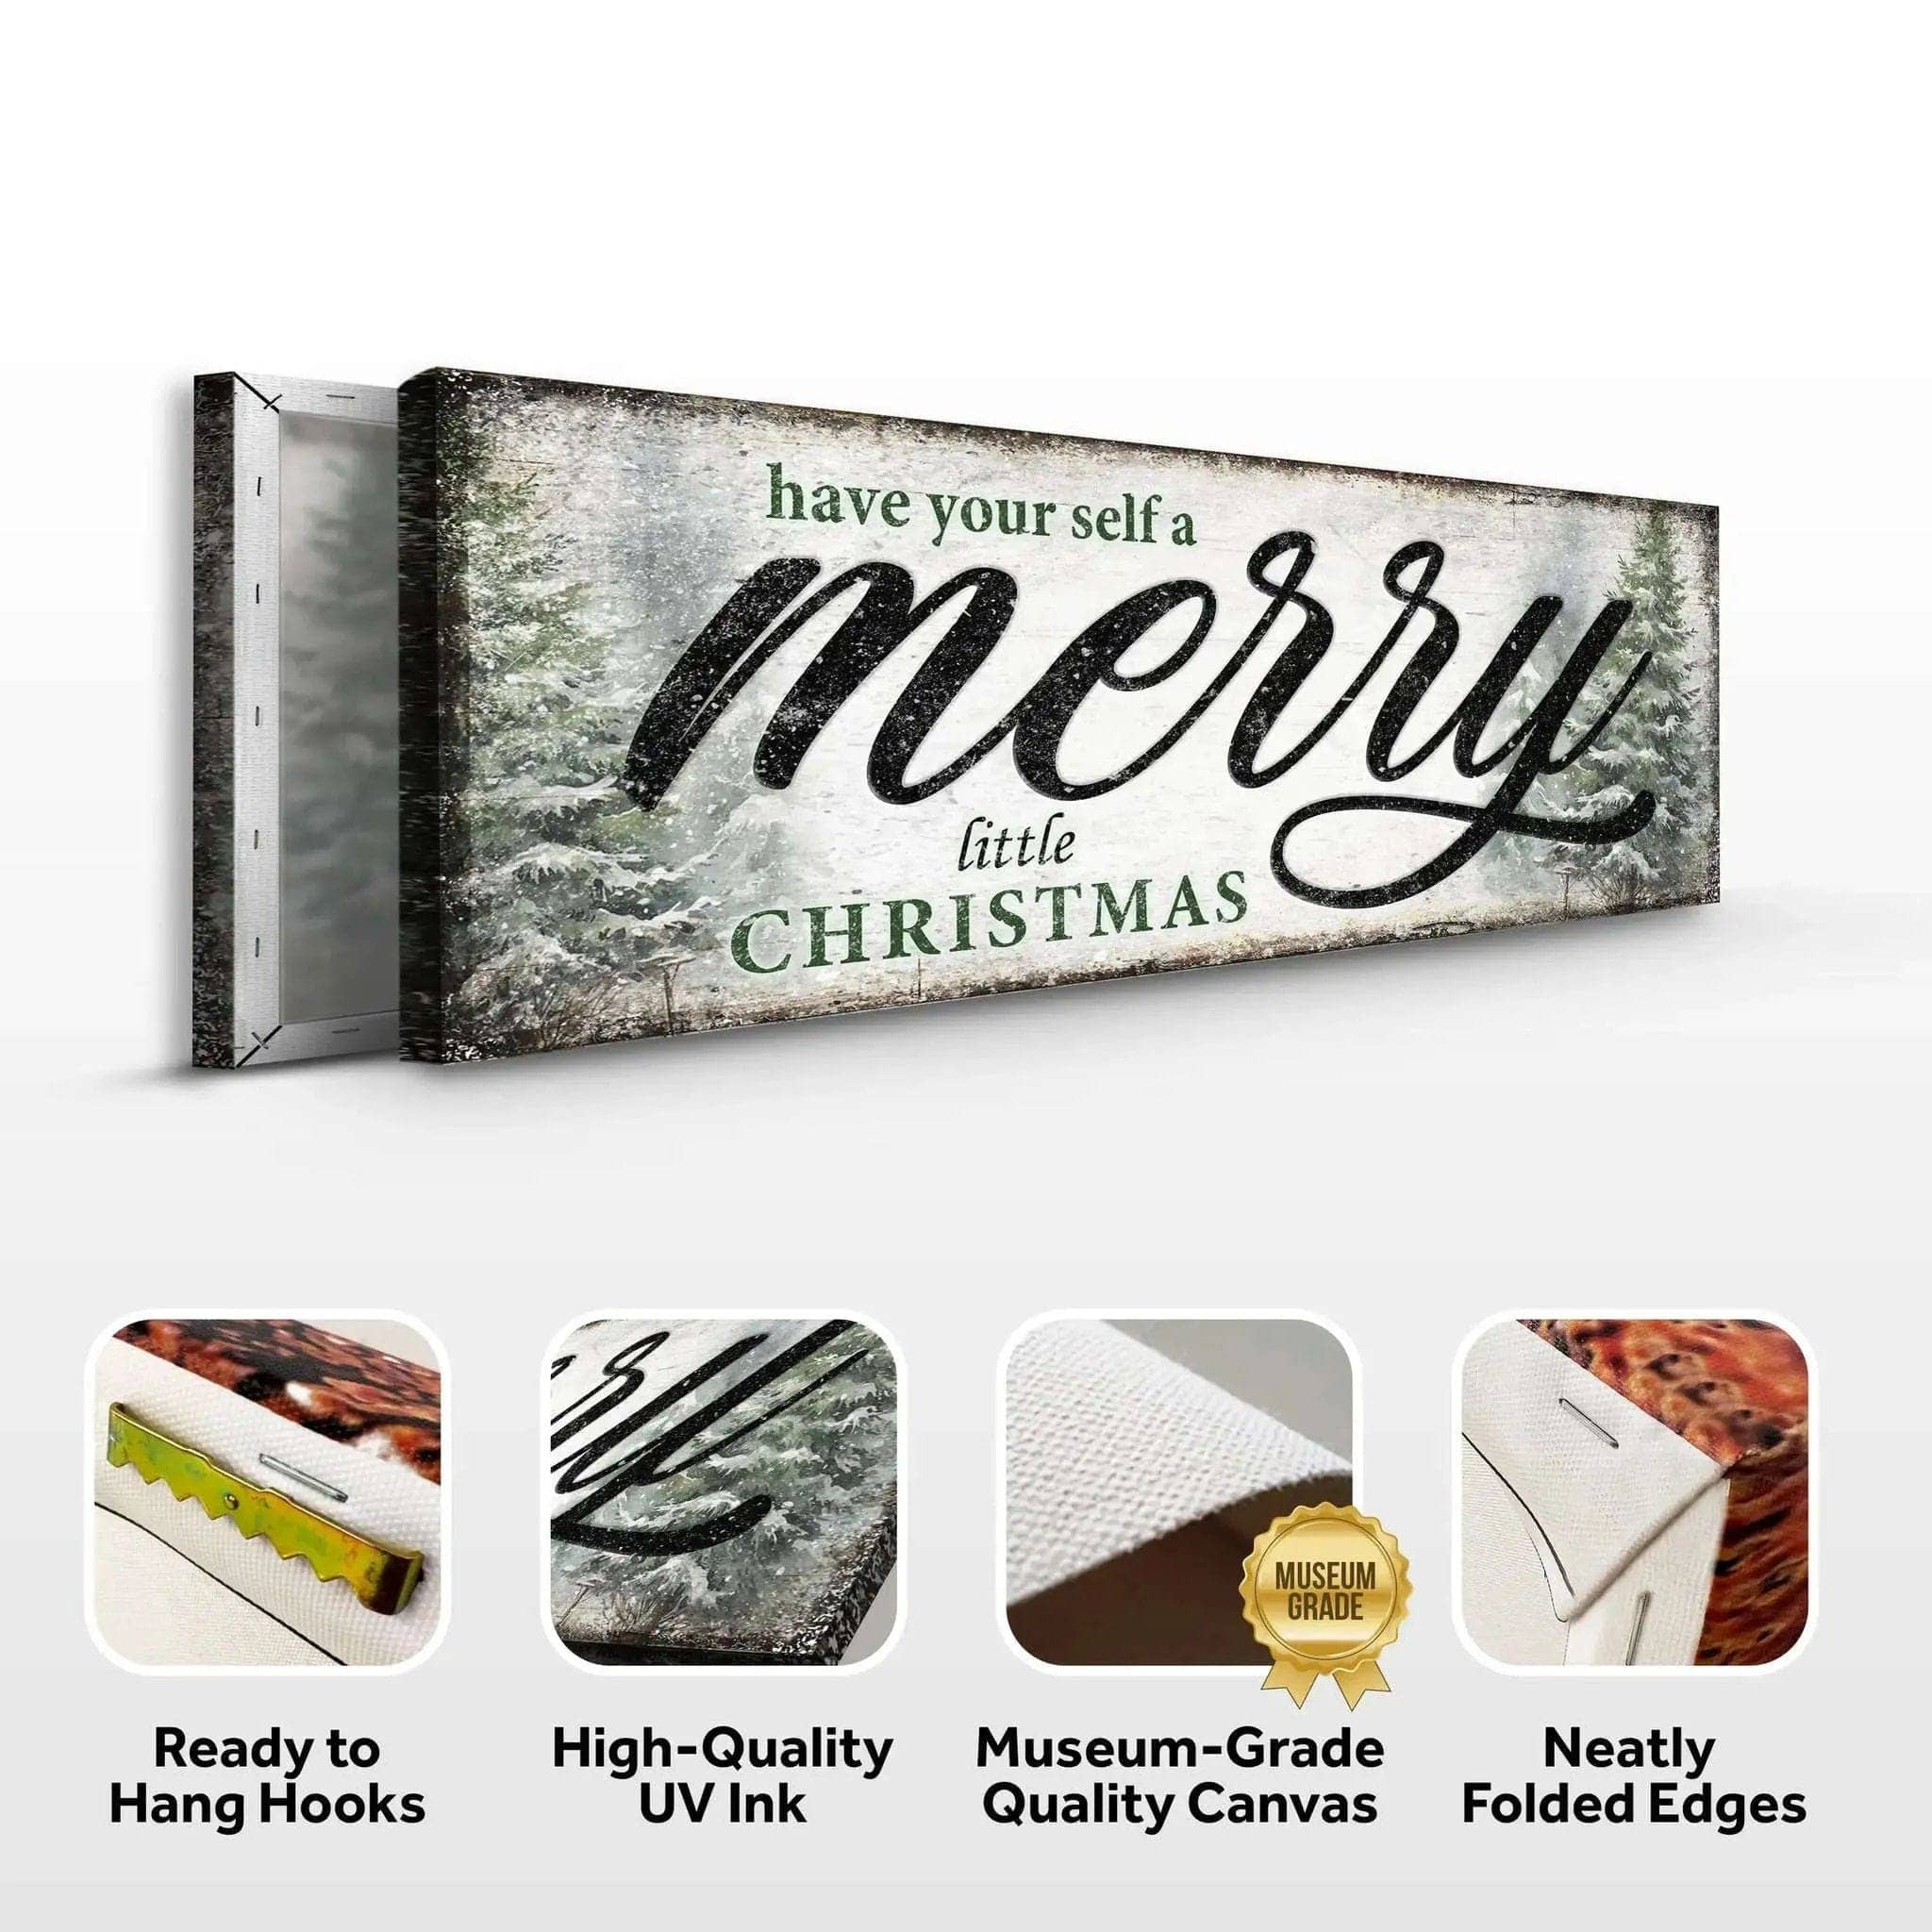 have your self a
merry
little
CHRISTMAS
MUSEUM
GRADE
Ready to
Hang Hooks
High-Quality
UV Ink
Museum-Grade
Quality Canvas
Neatly
Folded Edges